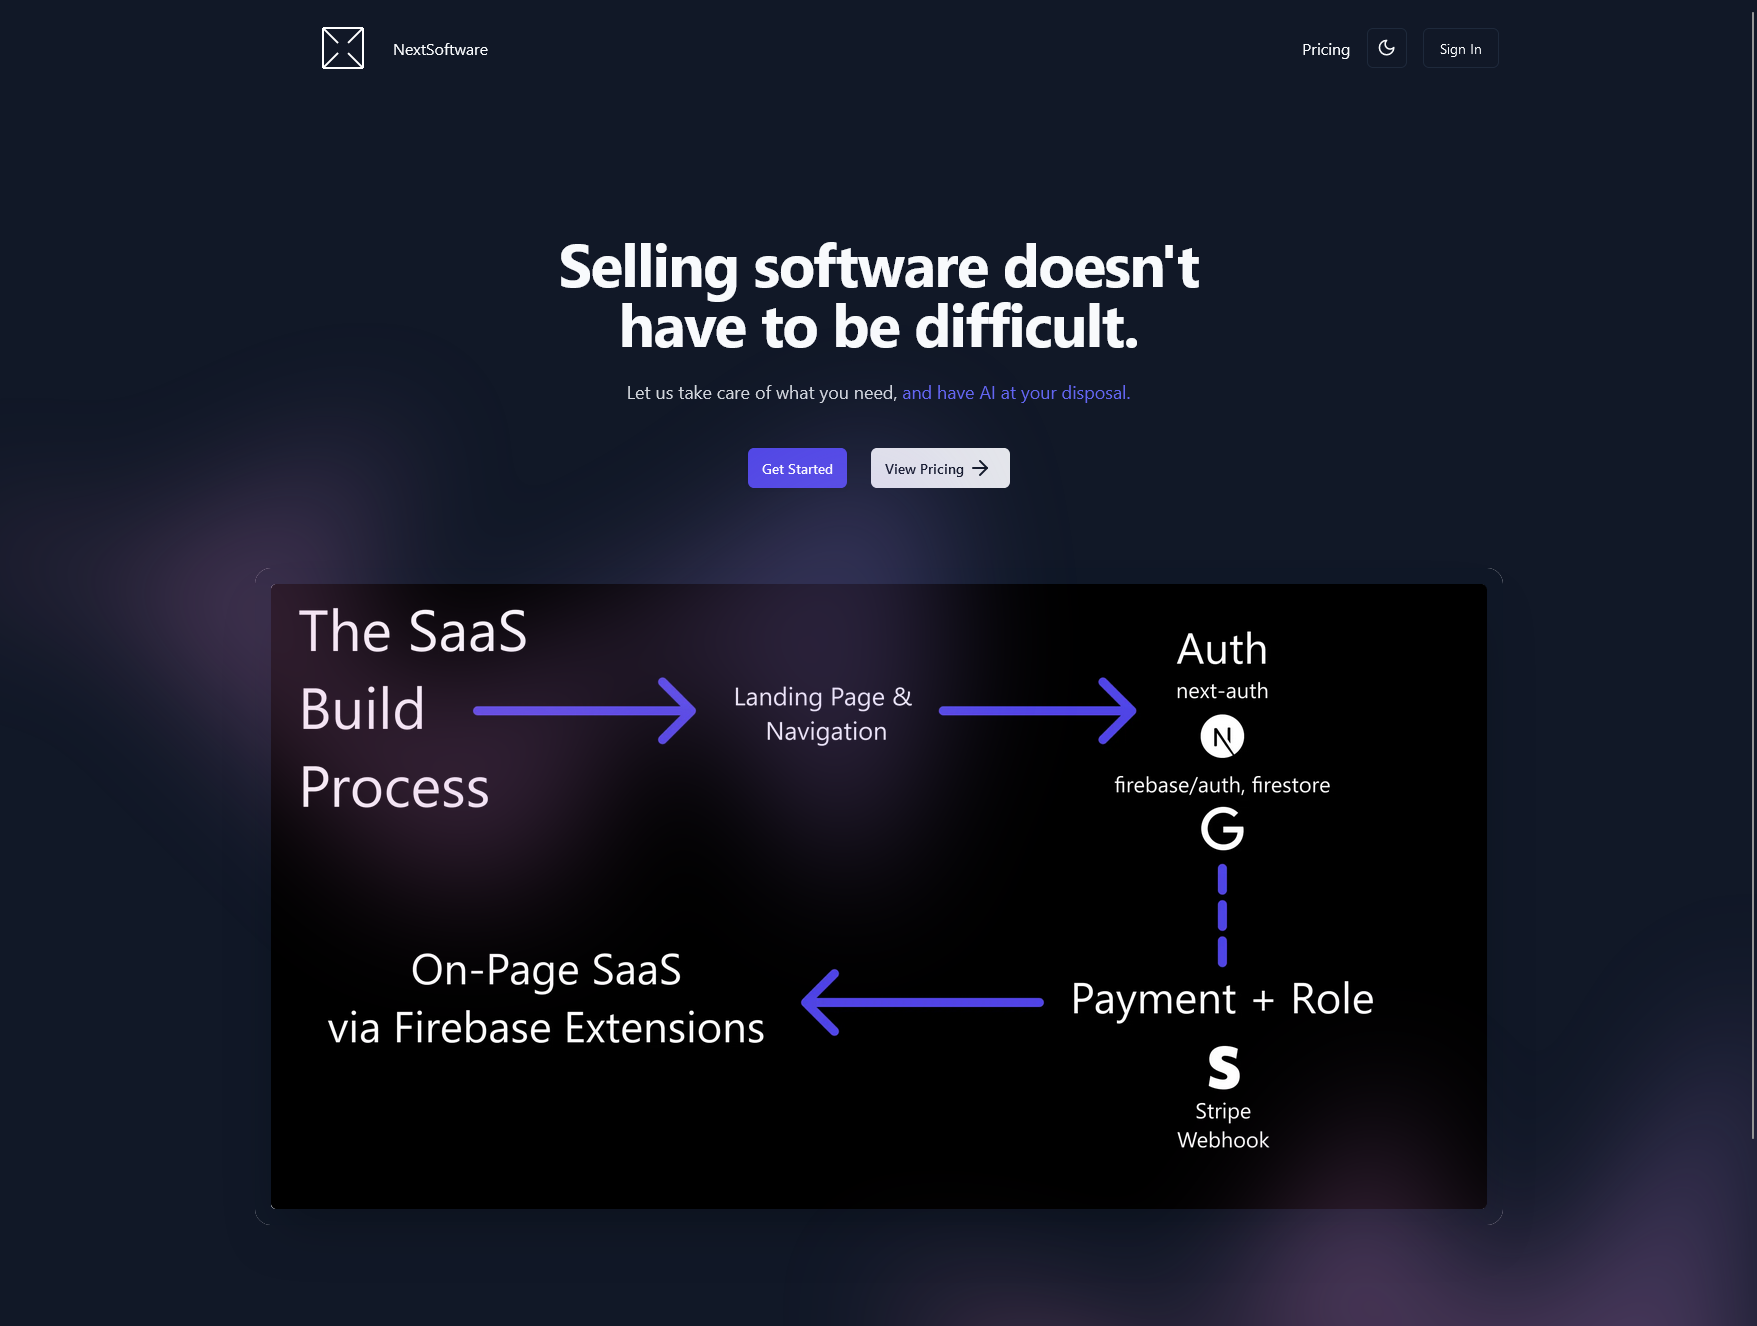 NextSoftware
Pricing
Sign In
Selling software doesn't
have to be difficult.
Let us take care of what you need, and have AI at your disposal.
Get Started
View Pricing
The SaaS
Build
Process
Landing Page &
Navigation
Auth
next-auth
firebase/auth, firestore
Payment + Role
Stripe
Webhook
On-Page SaaS
via Firebase Extensions